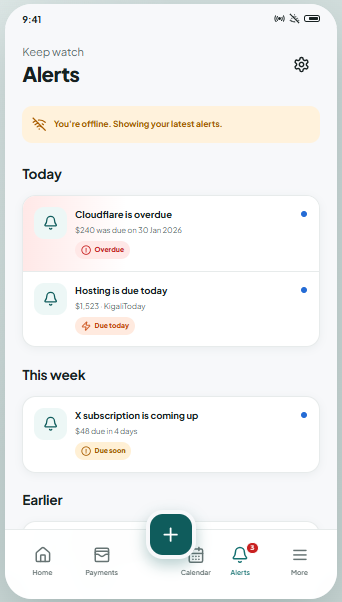 9:41
Keep watch
Alerts
You're offline. Showing your latest alerts.
Today
Cloudflare is overdue
$240 was due on 30 Jan 2026
Overdue
Hosting is due today
$1,523 · KigaliToday
Due today
This week
X subscription is coming up
$48 due in 4 days
Due soon
Earlier
3
Home Payments Calendar Alerts More